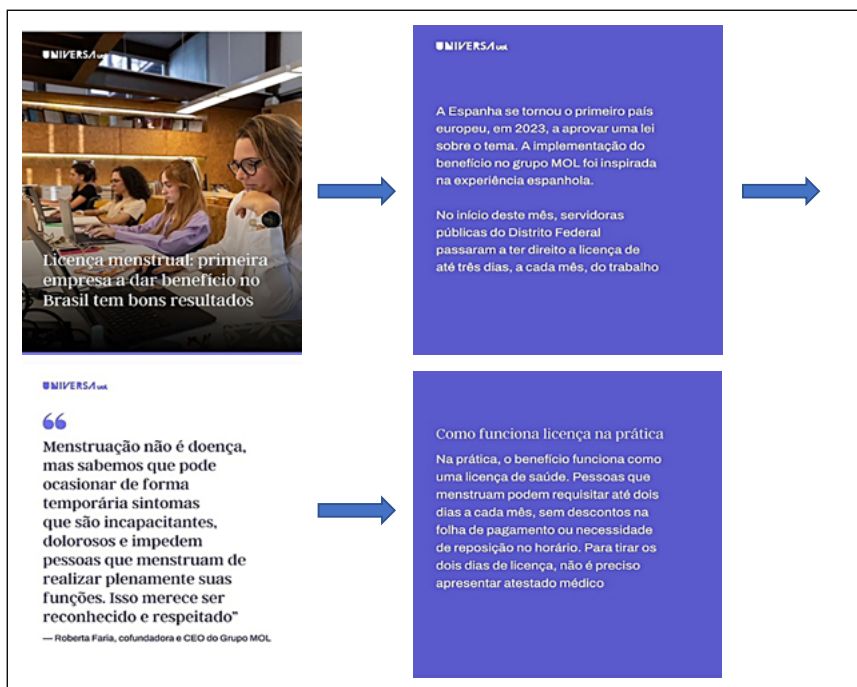 UNIVERSA uol
Licença menstrual: primeira
empresa a dar benefício no
Brasil tem bons resultados
UNIVERSA uol
A Espanha se tornou o primeiro país
europeu, em 2023, a aprovar uma lei
sobre o tema. A implementação do
benefício no grupo MOL foi inspirada
na experiência espanhola.
No início deste mês, servidoras
públicas do Distrito Federal
passaram a ter direito a licença de
até três dias, a cada mês, do trabalho
UNIVERSA uol
“
Menstruação não é doença,
mas sabemos que pode
ocasionar de forma
temporária sintomas
que são incapacitantes,
dolorosos e impedem
pessoas que menstruam de
realizar plenamente suas
funções. Isso merece ser
reconhecido e respeitado”
— Roberta Faria, cofundadora e CEO do Grupo MOL
Como funciona licença na prática
Na prática, o benefício funciona como
uma licença de saúde. Pessoas que
menstruam podem requisitar até dois
dias a cada mês, sem descontos na
folha de pagamento ou necessidade
de reposição no horário. Para tirar os
dois dias de licença, não é preciso
apresentar atestado médico